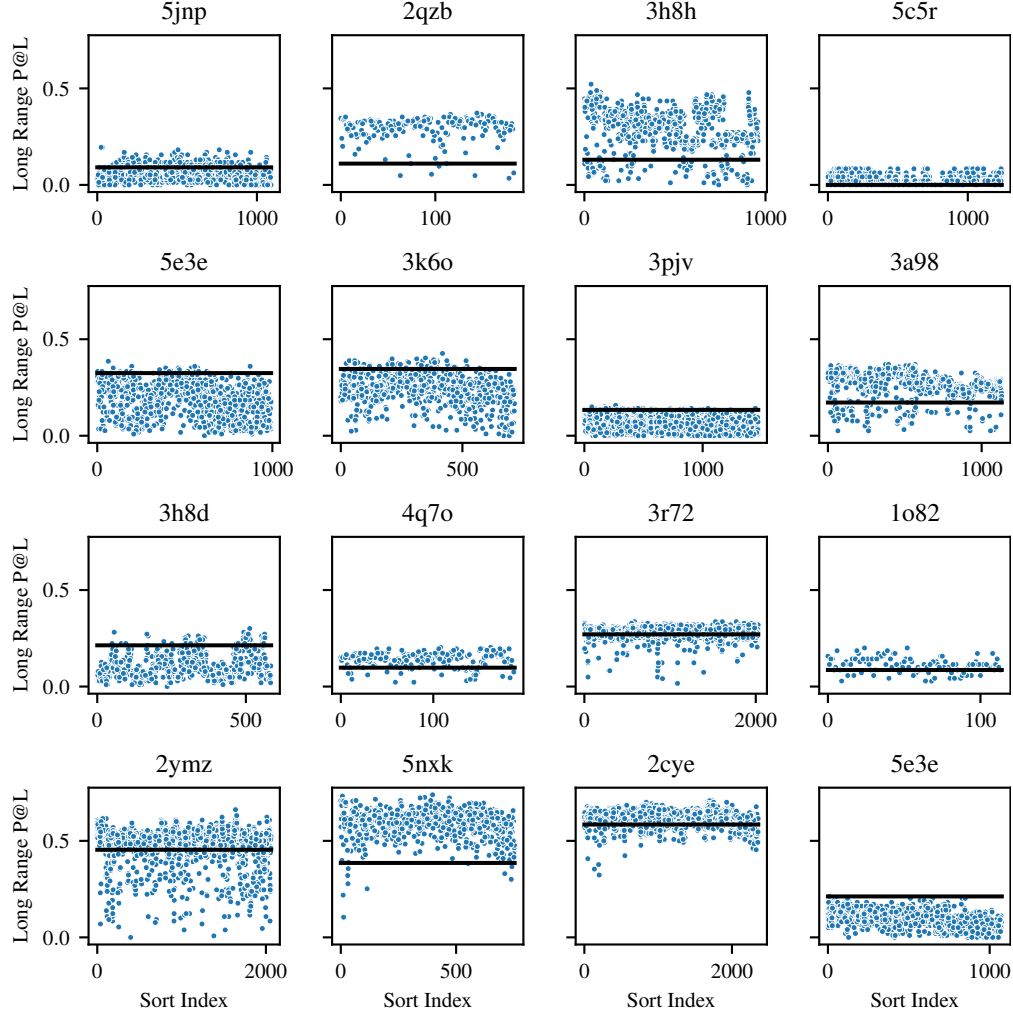 5jnp 2qzb 3h8h 5c5r
Long Range P@L
0.5
0.0
0 1000 0 100 0 1000 0 1000
5e3e 3k6o 3pjv 3a98
Long Range P@L
0.5
0.0
0 1000 0 500 0 1000 0 1000
3h8d 4q7o 3r72 1o82
Long Range P@L
0.5
0.0
0 500 0 100 0 2000 0 100
2ymz 5nxk 2cye 5e3e
Long Range P@L
0.5
0.0
0 2000 0 500 0 2000 0 1000
Sort Index Sort Index Sort Index Sort Index